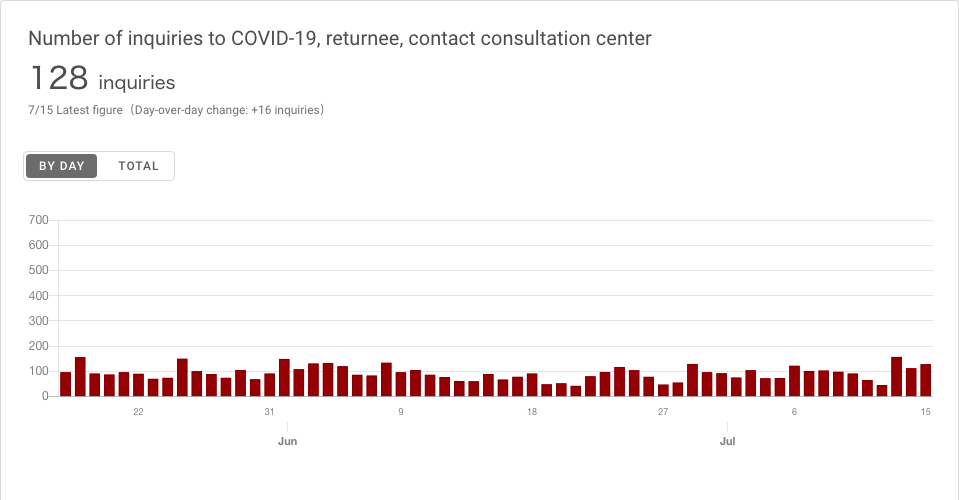 Number of inquiries to COVID-19, returnee, contact consultation center
128 inquiries
7/15 Latest figure（Day-over-day change: +16 inquiries）
BY DAY TOTAL
700
600
500
400
300
200
100
0
22 31 9 18 27 6 15
Jun Jul